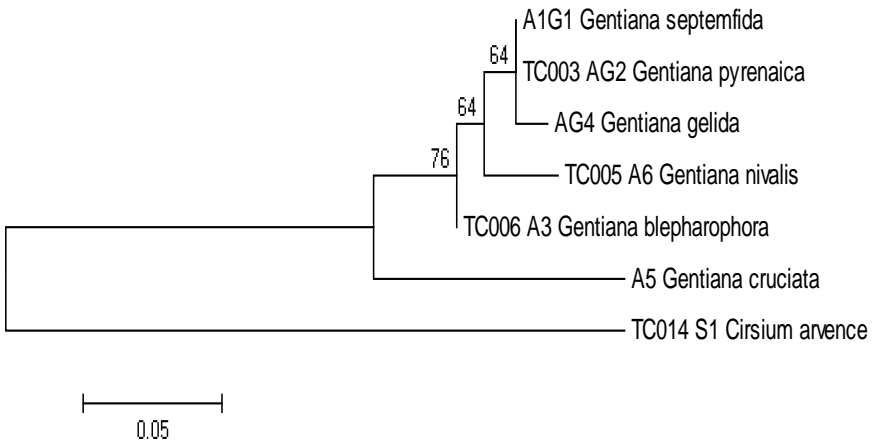 A1G1 Gentiana septemfida
64
TC003 AG2 Gentiana pyrenaica
64
AG4 Gentiana gelida
76
TC005 A6 Gentiana nivalis
TC006 A3 Gentiana blepharophora
A5 Gentiana cruciata
TC014 S1 Cirsium arvence
0.05